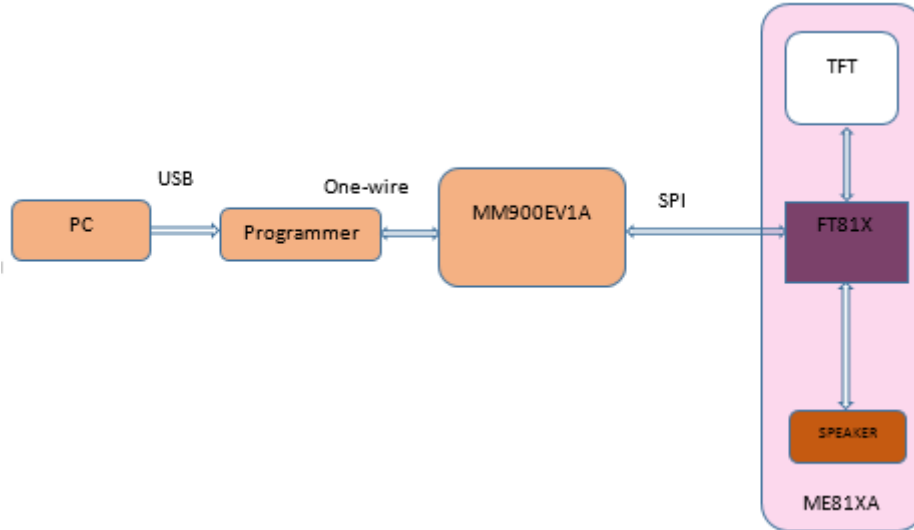 TFT
USB
One-wire
PC
Programmer
MM900EV1A
SPI
FT81X
SPEAKER
ME81XA